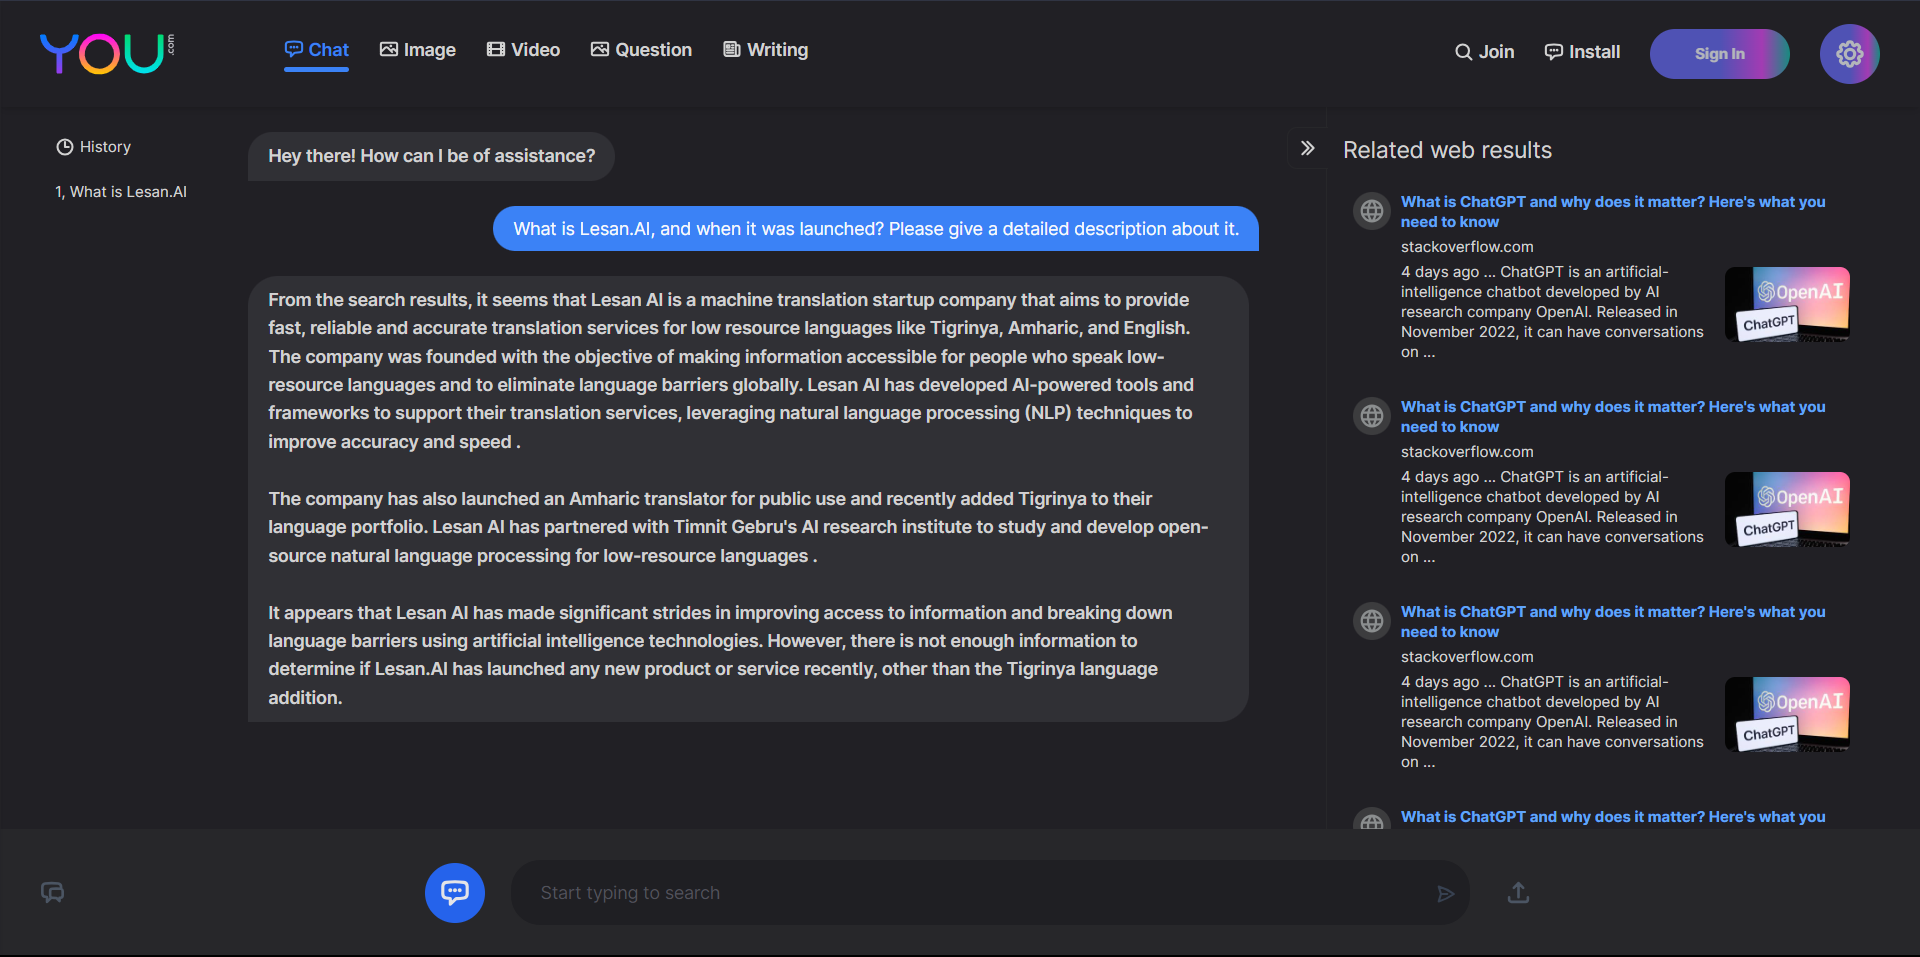 YOU.com
Chat
Image
Video
Question
Writing
Join
Install
Sign In
History
1, What is Lesan.AI
Hey there! How can I be of assistance?
What is Lesan.AI, and when it was launched? Please give a detailed description about it.
From the search results, it seems that Lesan AI is a machine translation startup company that aims to provide
fast, reliable and accurate translation services for low resource languages like Tigrinya, Amharic, and English.
The company was founded with the objective of making information accessible for people who speak low-
resource languages and to eliminate language barriers globally. Lesan AI has developed AI-powered tools and
frameworks to support their translation services, leveraging natural language processing (NLP) techniques to
improve accuracy and speed .
The company has also launched an Amharic translator for public use and recently added Tigrinya to their
language portfolio. Lesan AI has partnered with Timnit Gebru's AI research institute to study and develop open-
source natural language processing for low-resource languages .
It appears that Lesan AI has made significant strides in improving access to information and breaking down
language barriers using artificial intelligence technologies. However, there is not enough information to
determine if Lesan.AI has launched any new product or service recently, other than the Tigrinya language
addition.
Related web results
What is ChatGPT and why does it matter? Here's what you
need to know
stackoverflow.com
4 days ago ... ChatGPT is an artificial-
intelligence chatbot developed by AI
research company OpenAI. Released in
November 2022, it can have conversations
on ...
OpenAI
ChatGPT
What is ChatGPT and why does it matter? Here's what you
need to know
stackoverflow.com
4 days ago ... ChatGPT is an artificial-
intelligence chatbot developed by AI
research company OpenAI. Released in
November 2022, it can have conversations
on ...
OpenAI
ChatGPT
What is ChatGPT and why does it matter? Here's what you
need to know
stackoverflow.com
4 days ago ... ChatGPT is an artificial-
intelligence chatbot developed by AI
research company OpenAI. Released in
November 2022, it can have conversations
on ...
OpenAI
ChatGPT
What is ChatGPT and why does it matter? Here's what you
Start typing to search